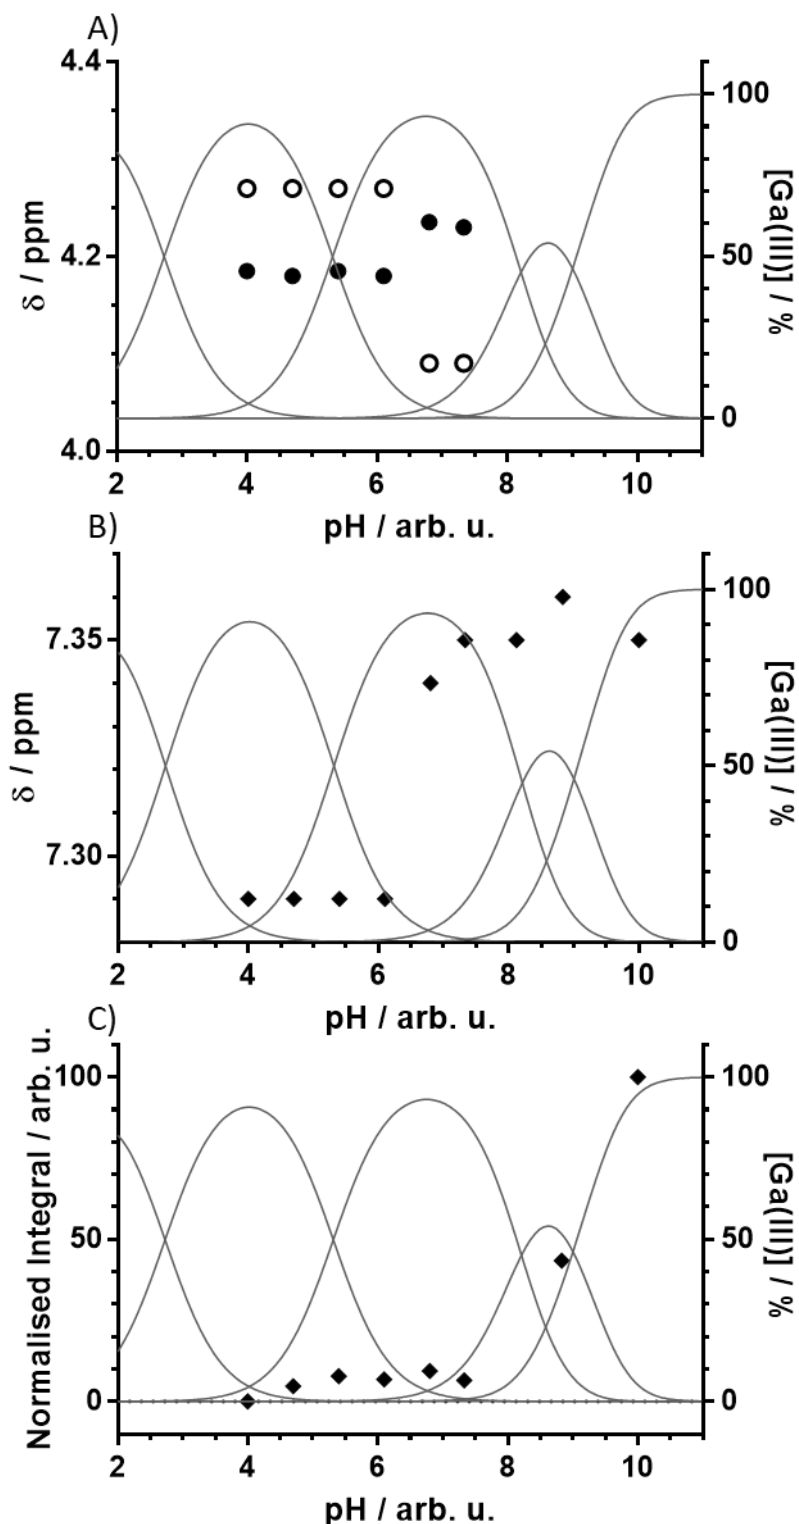 A)
4.4
4.2
4.0
δ / ppm
100
50
0
[Ga(III)] / %
2 4 6 8 10
pH / arb. u.
B)
7.35
7.30
δ / ppm
100
50
0
[Ga(III)] / %
2 4 6 8 10
pH / arb. u.
C)
100
50
0
Normalised Integral / arb. u.
100
50
0
[Ga(III)] / %
2 4 6 8 10
pH / arb. u.